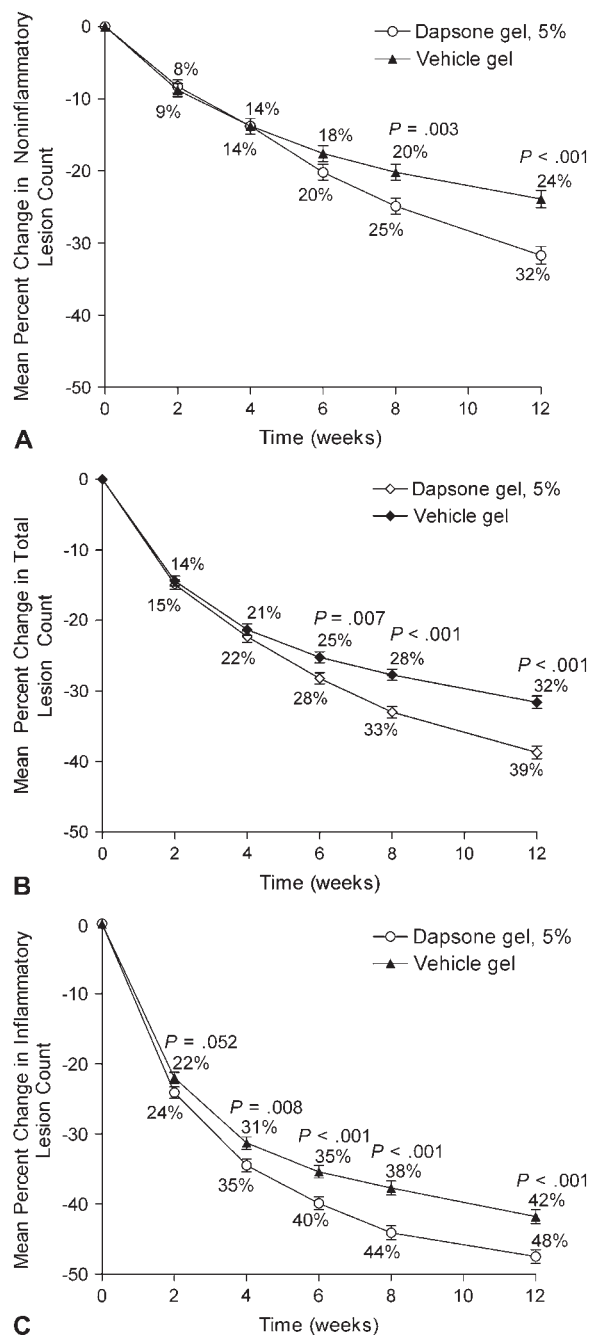 0
-10
-20
-30
-40
-50
Mean Percent Change in Noninflammatory
Lesion Count
Dapsone gel, 5%
Vehicle gel
8%
9%
14%
14%
18%
20%
P = .003
20%
25%
P < .001
24%
32%
0 2 4 6 8 10 12
Time (weeks)
A
0
-10
-20
-30
-40
-50
Mean Percent Change in Total
Lesion Count
Dapsone gel, 5%
Vehicle gel
14%
15%
21%
22%
P = .007
25%
28%
P < .001
28%
33%
P < .001
32%
39%
0 2 4 6 8 10 12
Time (weeks)
B
0
-10
-20
-30
-40
-50
Mean Percent Change in Inflammatory
Lesion Count
Dapsone gel, 5%
Vehicle gel
P = .052
22%
24%
P = .008
31%
35%
P < .001
35%
40%
P < .001
38%
44%
P < .001
42%
48%
0 2 4 6 8 10 12
Time (weeks)
C